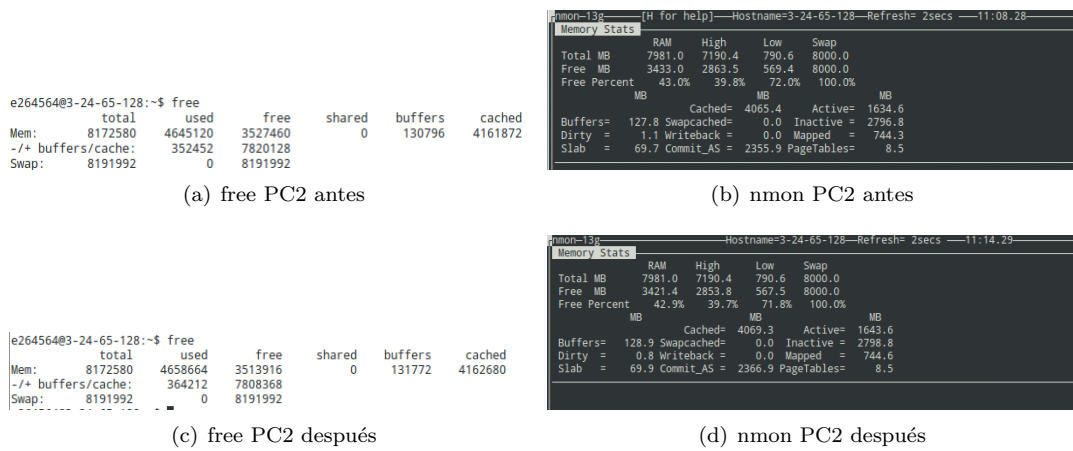 e264564@3-24-65-128:~$ free
total used free shared buffers cached
Mem: 8172580 4645120 3527460 0 130796 4161872
-/+ buffers/cache: 352452 7820128
Swap: 8191992 0 8191992
(a) free PC2 antes
nmon-13g [H for help] Hostname=3-24-65-128 Refresh= 2secs 11:08.28
Memory Stats
RAM High Low Swap
Total MB 7981.0 7190.4 790.6 8000.0
Free MB 3433.0 2863.5 569.4 8000.0
Free Percent 43.0% 39.8% 72.0% 100.0%
MB MB MB
Cached= 4065.4 Active= 1634.6
Buffers= 127.8 Swapcached= 0.0 Inactive = 2796.8
Dirty = 1.1 Writeback = 0.0 Mapped = 744.3
Slab = 69.7 Commit_AS = 2355.9 PageTables= 8.5
(b) nmon PC2 antes
e264564@3-24-65-128:~$ free
total used free shared buffers cached
Mem: 8172580 4658664 3513916 0 131772 4162680
-/+ buffers/cache: 364212 7808368
Swap: 8191992 0 8191992
(c) free PC2 después
nmon-13g Hostname=3-24-65-128 Refresh= 2secs 11:14.29
Memory Stats
RAM High Low Swap
Total MB 7981.0 7190.4 790.6 8000.0
Free MB 3421.4 2853.8 567.5 8000.0
Free Percent 42.9% 39.7% 71.8% 100.0%
MB MB MB
Cached= 4069.3 Active= 1643.6
Buffers= 128.9 Swapcached= 0.0 Inactive = 2798.8
Dirty = 0.8 Writeback = 0.0 Mapped = 744.6
Slab = 69.9 Commit_AS = 2366.9 PageTables= 8.5
(d) nmon PC2 después